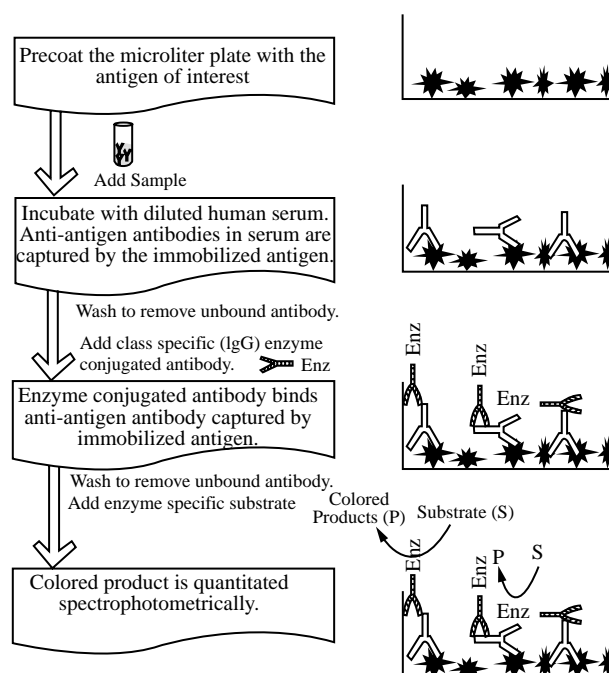 Precoat the microliter plate with the
antigen of interest
Add Sample
Incubate with diluted human serum.
Anti-antigen antibodies in serum are
captured by the immobilized antigen.
Wash to remove unbound antibody.
Add class specific (lgG) enzyme
conjugated antibody.
Enz
Enz
Enz
Enz
Enzyme conjugated antibody binds
anti-antigen antibody captured by
immobilized antigen.
Wash to remove unbound antibody.
Add enzyme specific substrate
Colored
Products (P)
Substrate (S)
Enz
Enz
P
S
Enz
Colored product is quantitated
spectrophotometrically.